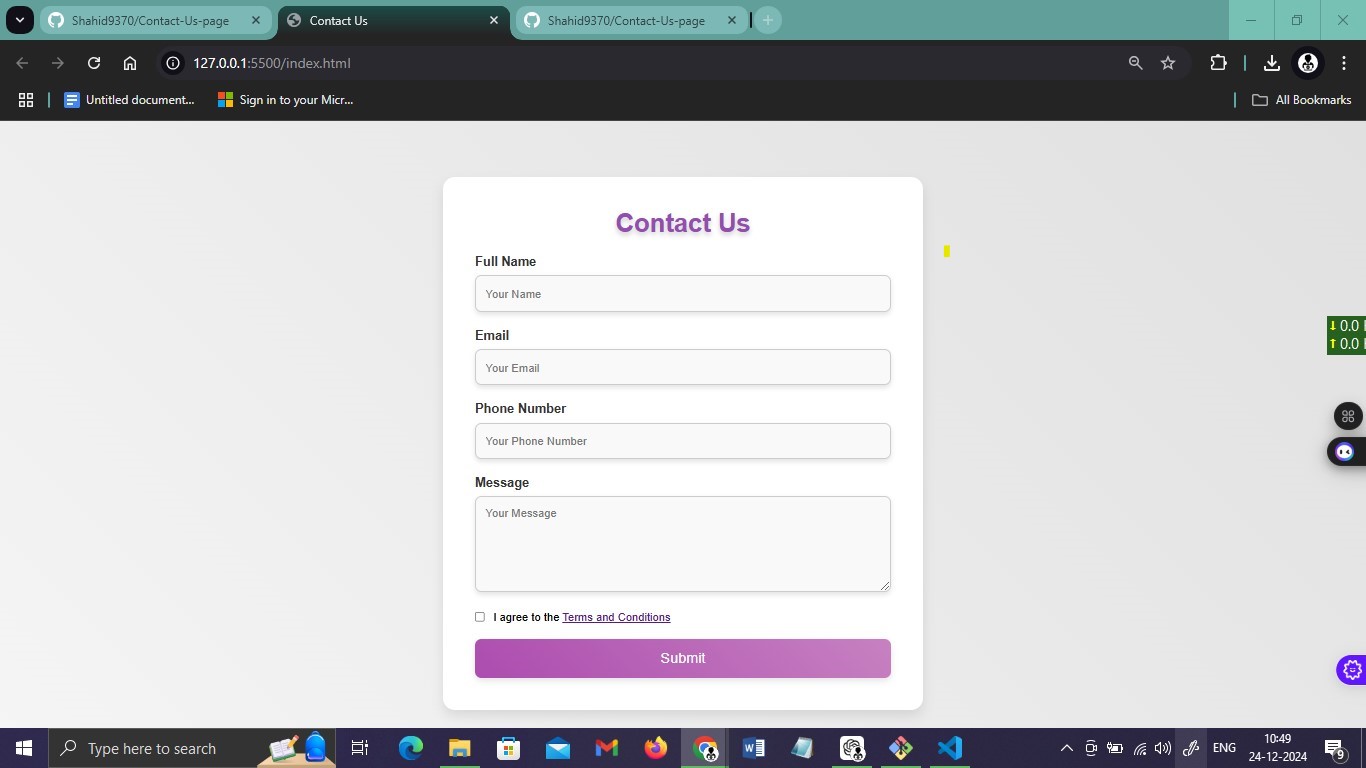 Shahid9370/Contact-Us-page
Contact Us
Shahid9370/Contact-Us-page
127.0.0.1:5500/index.html
Untitled document...
Sign in to your Micr...
All Bookmarks
Contact Us
Full Name
Your Name
Email
Your Email
Phone Number
Your Phone Number
Message
Your Message
I agree to the Terms and Conditions
Submit
0.0
0.0
Type here to search
ENG
10:49
24-12-2024
9